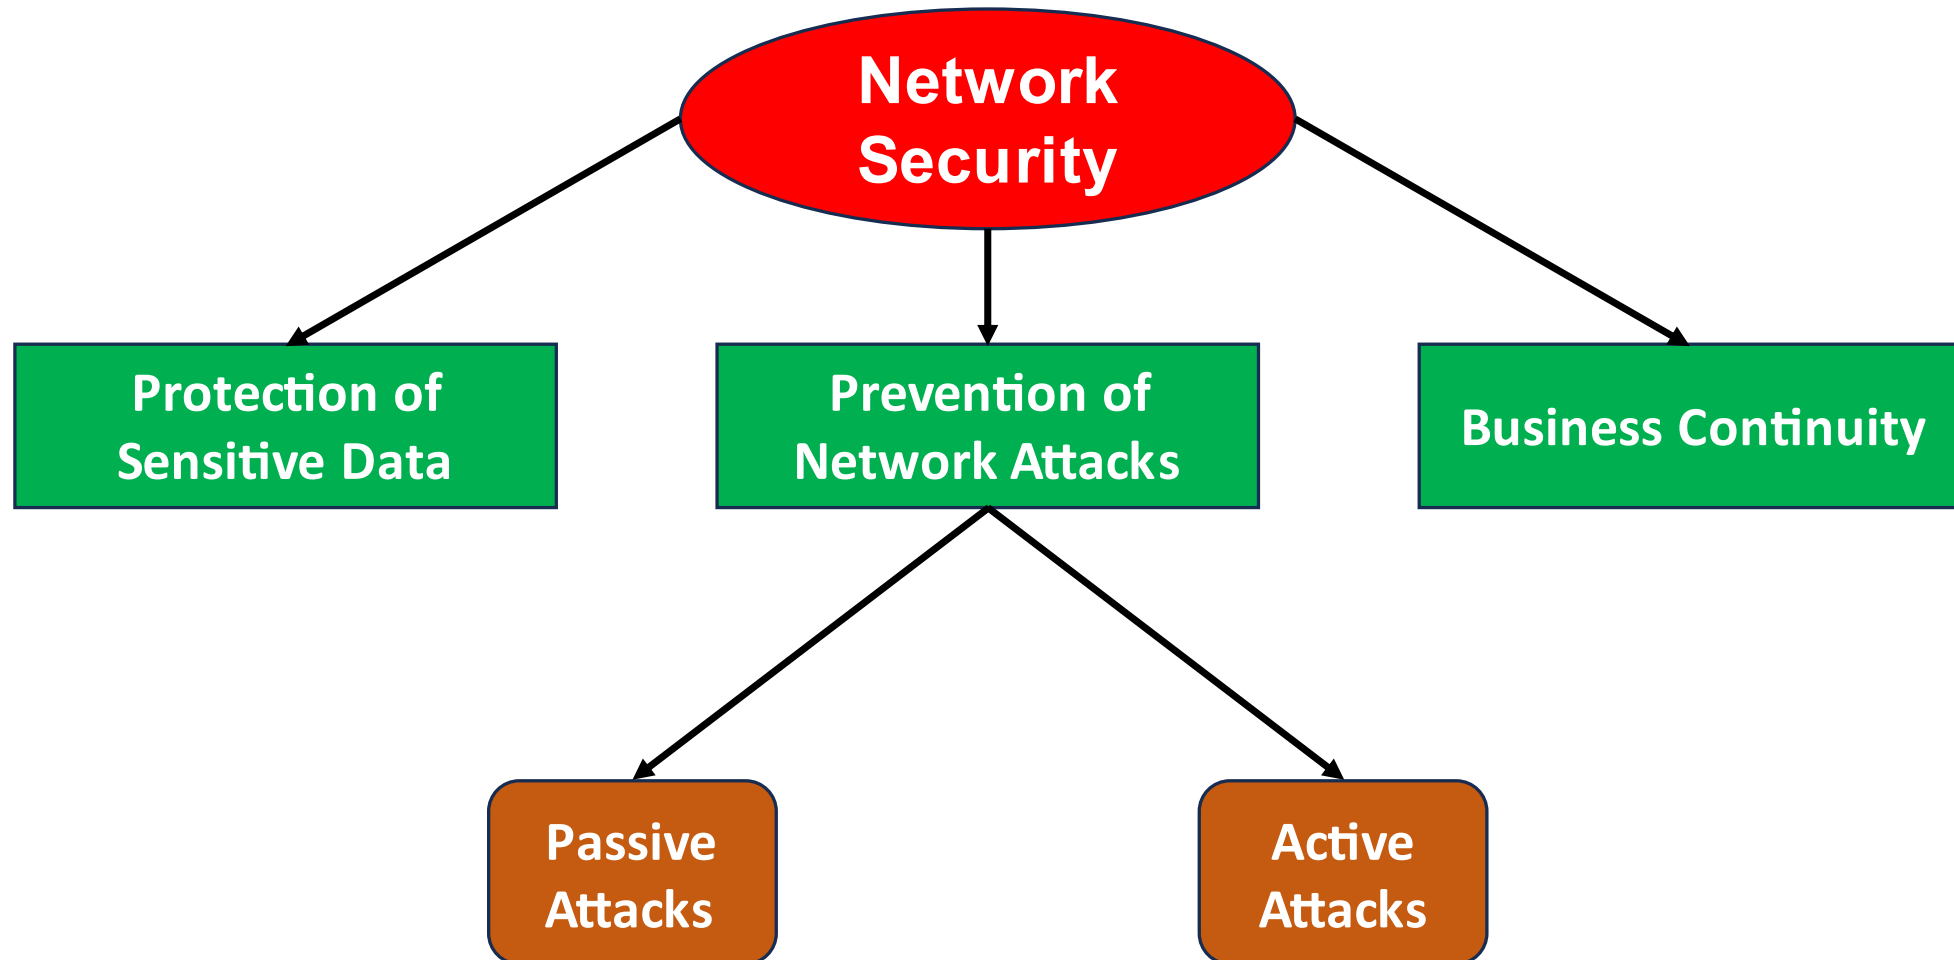 Network
Security
Protection of
Sensitive Data
Prevention of
Network Attacks
Business Continuity
Passive
Attacks
Active
Attacks